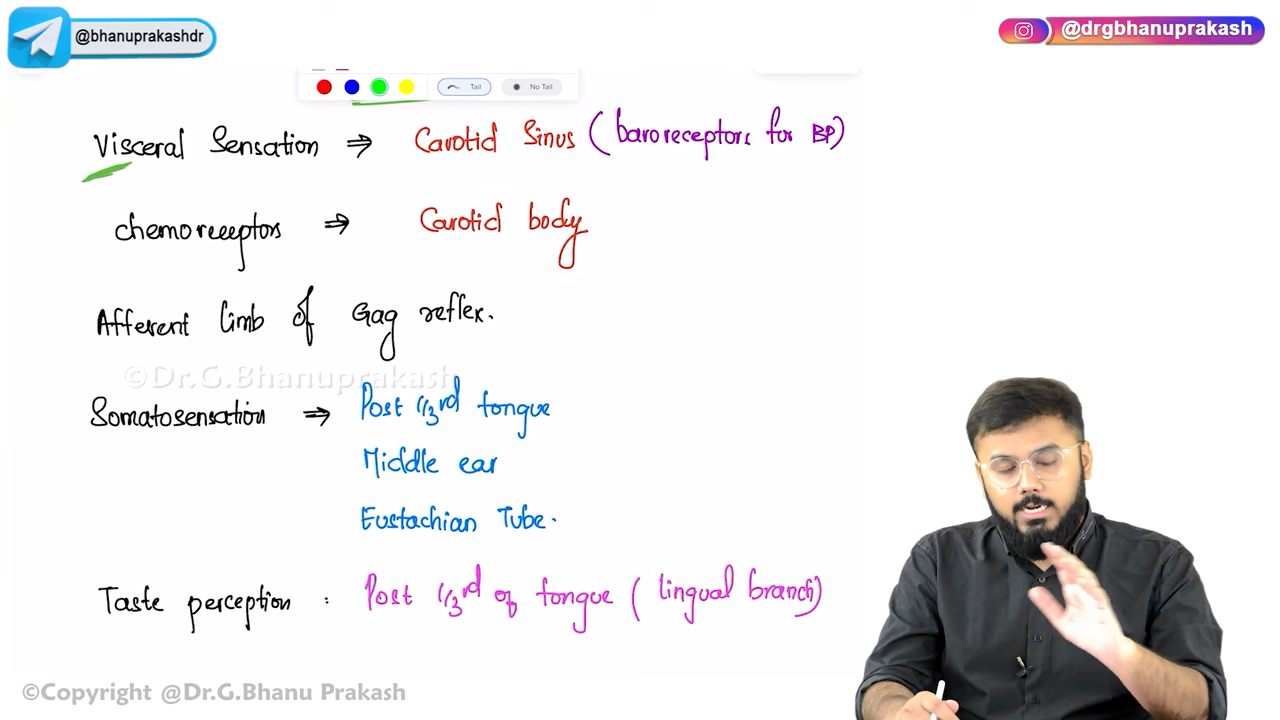 @bhanuprakashdr
@drgbhanuprakash
Tail
No Tail
Visceral Sensation ⇒ Carotid Sinus (baroreceptors for BP)
chemoreceptors ⇒ Carotid body
Afferent limb of Gag reflex.
©Dr.G.Bhanuprakash
Somatosensation ⇒ Post 1/3rd tongue
Middle ear
Eustachian Tube.
Taste perception : Post 1/3rd of tongue (lingual branch)
©Copyright @Dr.G.Bhanu Prakash